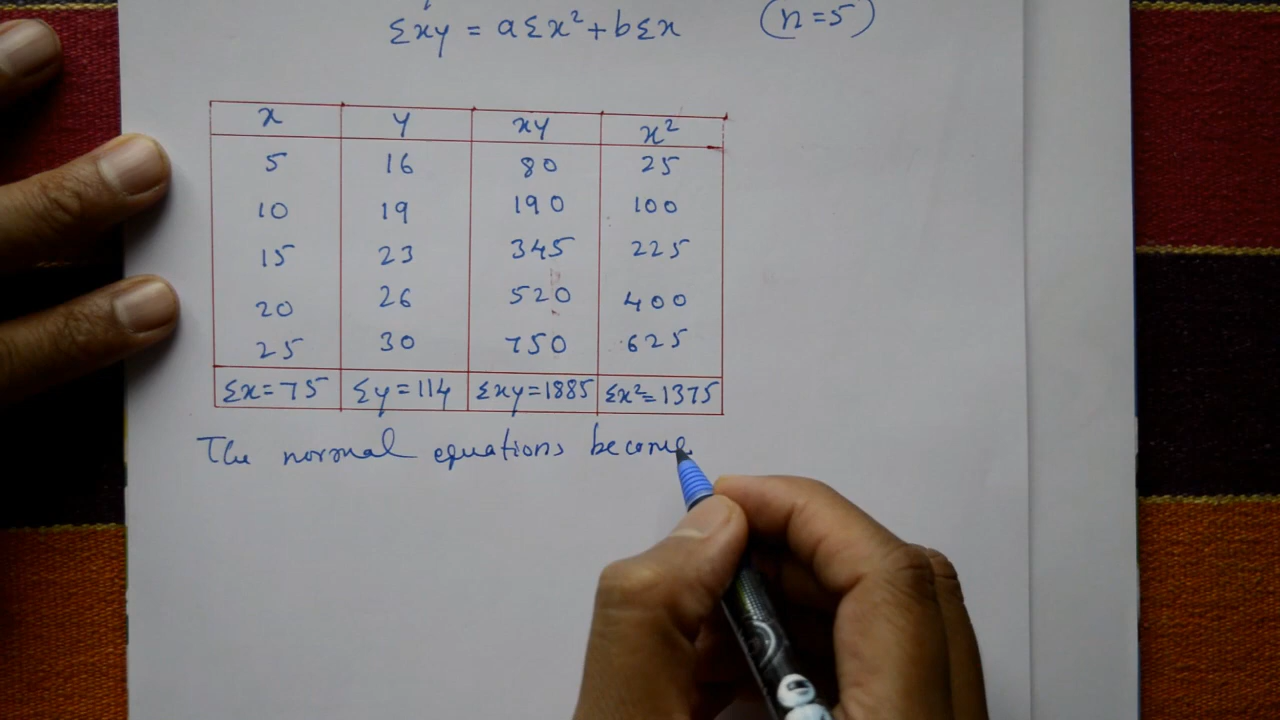 Σxy = aΣx² + bΣx (n=5)
x y xy x²
5 16 80 25
10 19 190 100
15 23 345 225
20 26 520 400
25 30 750 625
Σx=75 Σy=114 Σxy=1885 Σx²=1375
The normal equations become